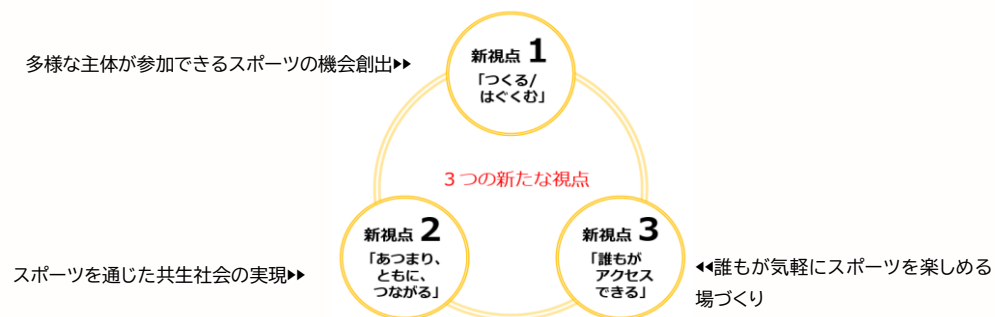 新視点 1
「つくる/
はぐくむ」
多様な主体が参加できるスポーツの機会創出▶▶
3つの新たな視点
新視点 2
「あつまり、
ともに、
つながる」
スポーツを通じた共生社会の実現▶▶
新視点 3
「誰もが
アクセス
できる」
◀◀誰もが気軽にスポーツを楽しめる
場づくり